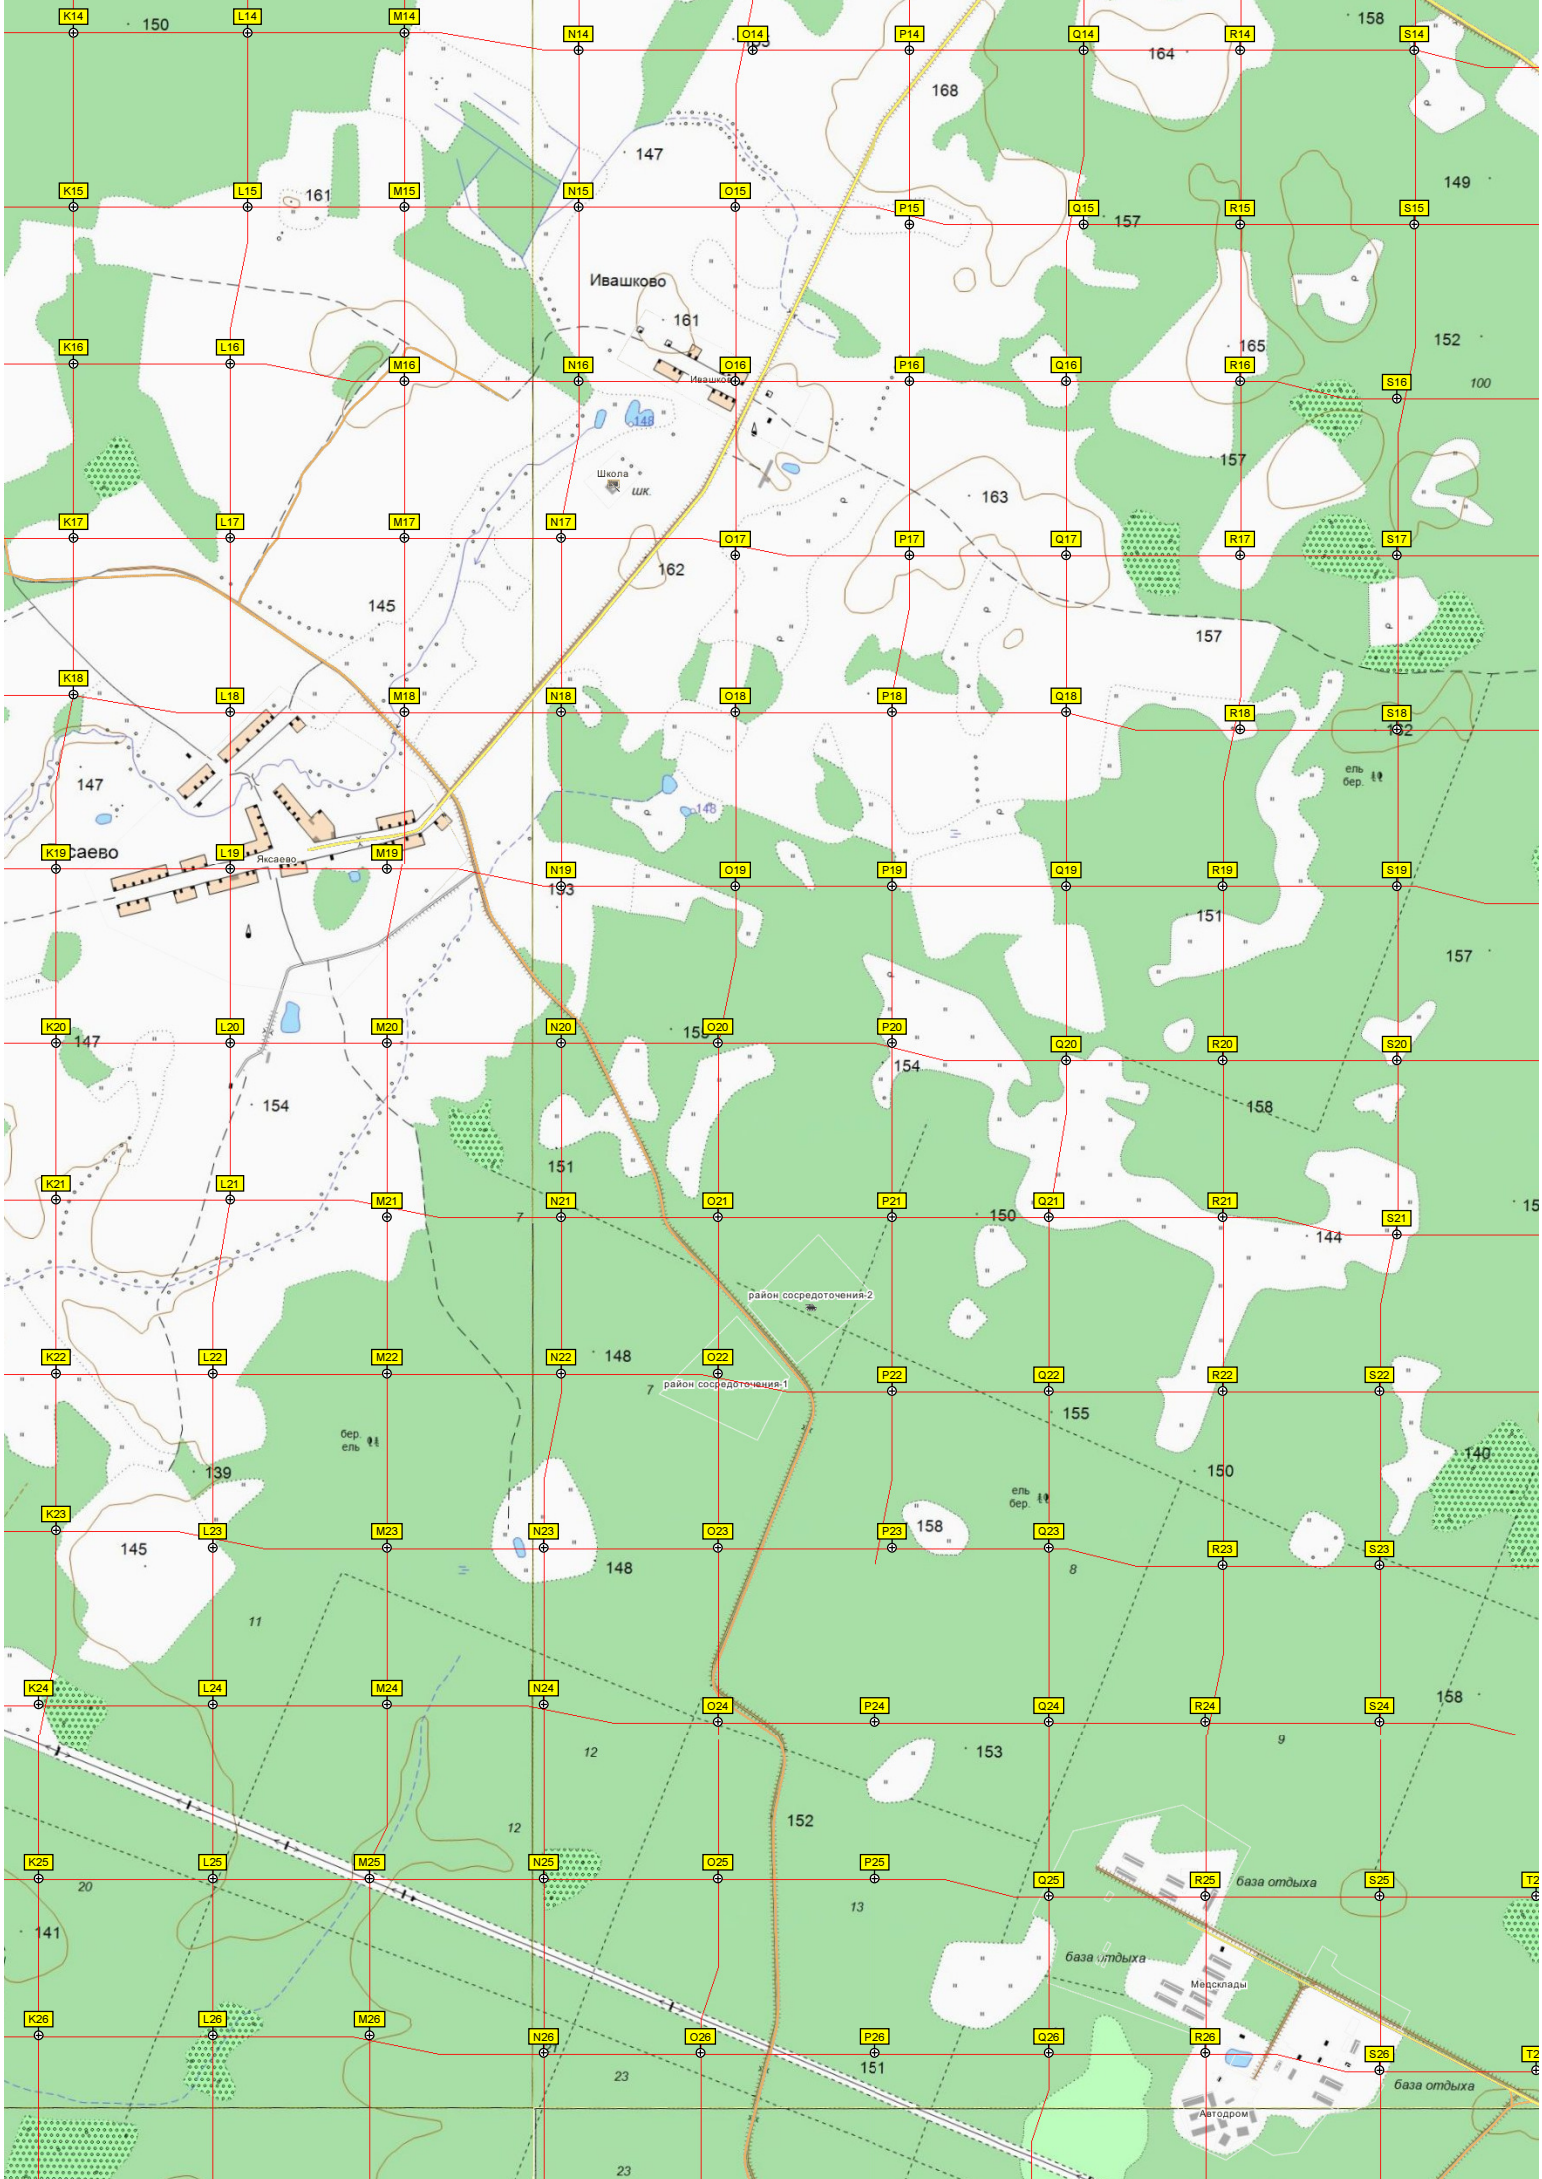 K14
L14
M14
N14
O14
P14
Q14
R14
S14
150
158
164
168
147
149
K15
L15
M15
N15
O15
P15
Q15
R15
S15
161
157
Ивашково
161
152
165
100
K16
L16
M16
N16
O16
P16
Q16
R16
S16
148
157
Школа
шк.
163
K17
L17
M17
N17
O17
P17
Q17
R17
S17
162
145
157
K18
L18
M18
N18
O18
P18
Q18
R18
S18
147
ель
бер.
148
K19
L19
M19
N19
O19
P19
Q19
R19
S19
Яксаево
151
157
K20
L20
M20
N20
O20
P20
Q20
R20
S20
147
154
154
158
151
K21
L21
M21
N21
O21
P21
Q21
R21
S21
7
150
144
район сосредоточения-2
148
K22
L22
M22
N22
O22
P22
Q22
R22
S22
7
район сосредоточения-1
155
бер.
ель
139
150
140
ель
бер.
K23
L23
M23
N23
O23
P23
Q23
R23
S23
158
145
148
8
11
K24
L24
M24
N24
O24
P24
Q24
R24
S24
158
12
153
9
12
152
K25
L25
M25
N25
O25
P25
Q25
R25
S25
20
13
база отдыха
141
база отдыха
Медсклады
K26
L26
M26
N26
O26
P26
Q26
R26
S26
23
151
база отдыха
Автодром
23